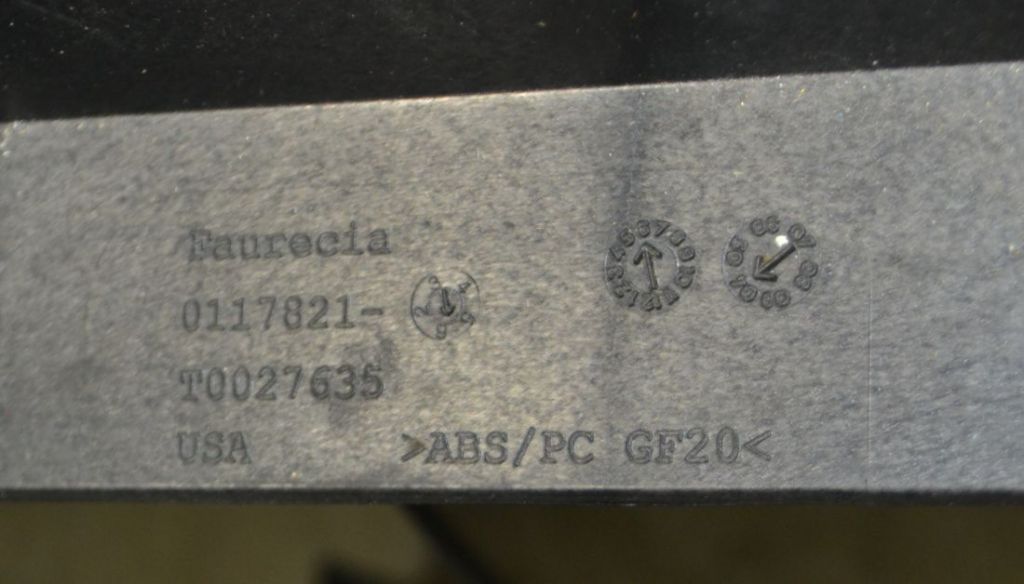 Faurecia
0117821-
T0027635
USA >ABS/PC GF20<